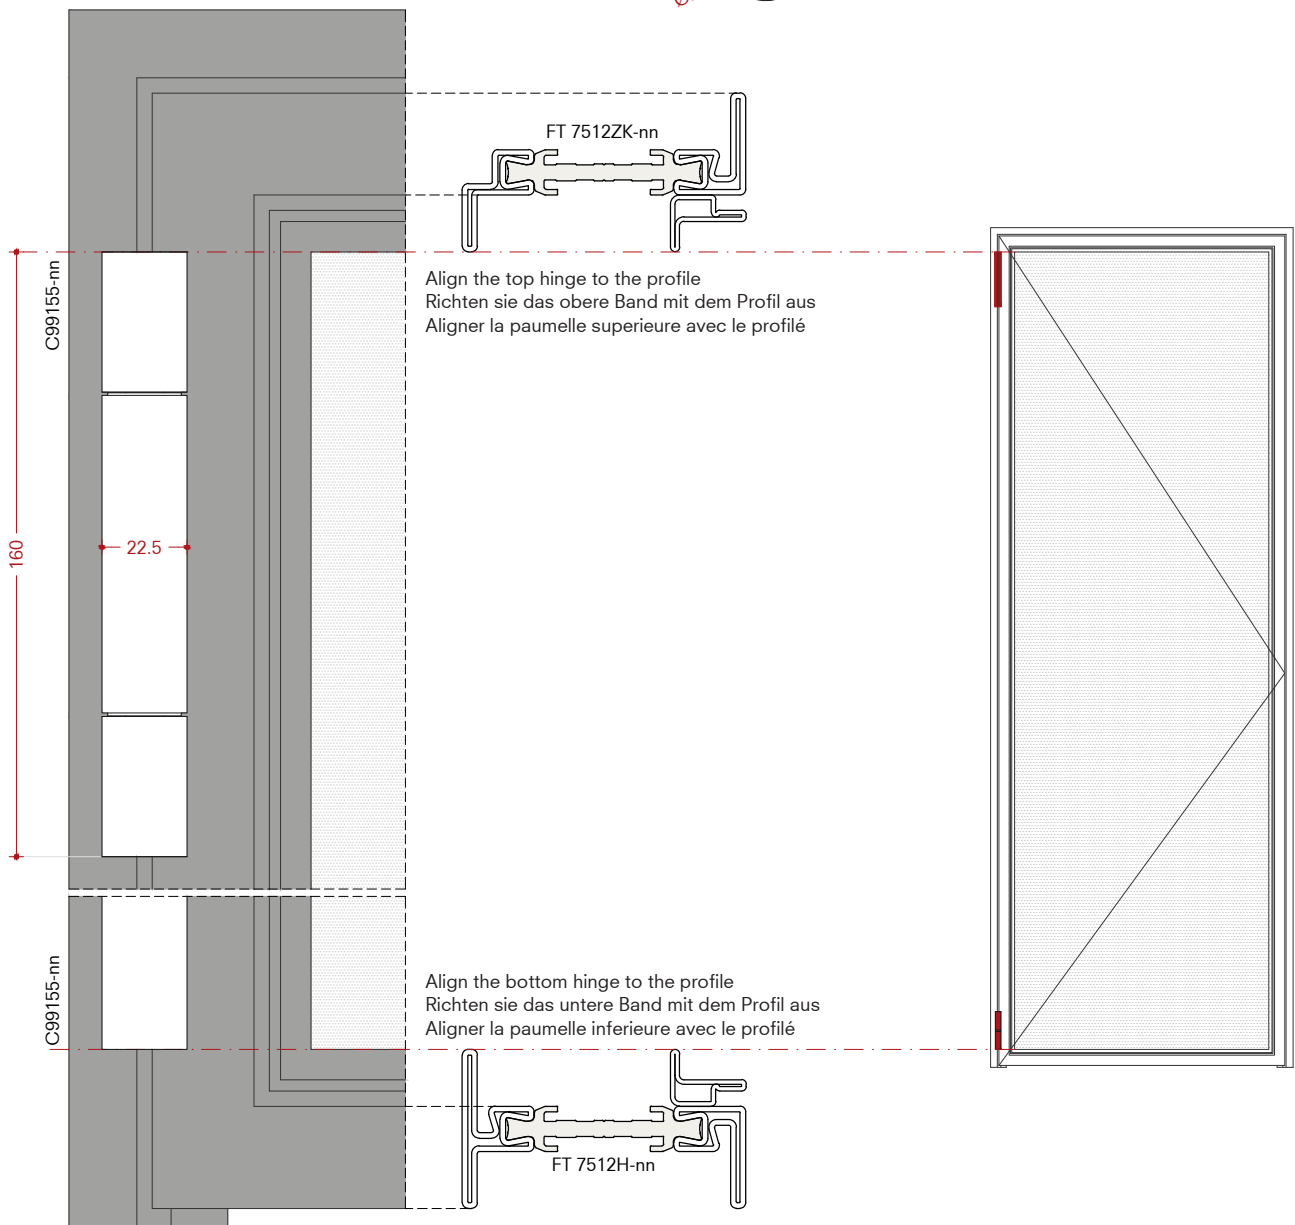 Ø
FT 7512ZK-nn
C99155-nn
Align the top hinge to the profile
Richten sie das obere Band mit dem Profil aus
Aligner la paumelle superieure avec le profilé
160
22.5
C99155-nn
Align the bottom hinge to the profile
Richten sie das untere Band mit dem Profil aus
Aligner la paumelle inferieure avec le profilé
FT 7512H-nn